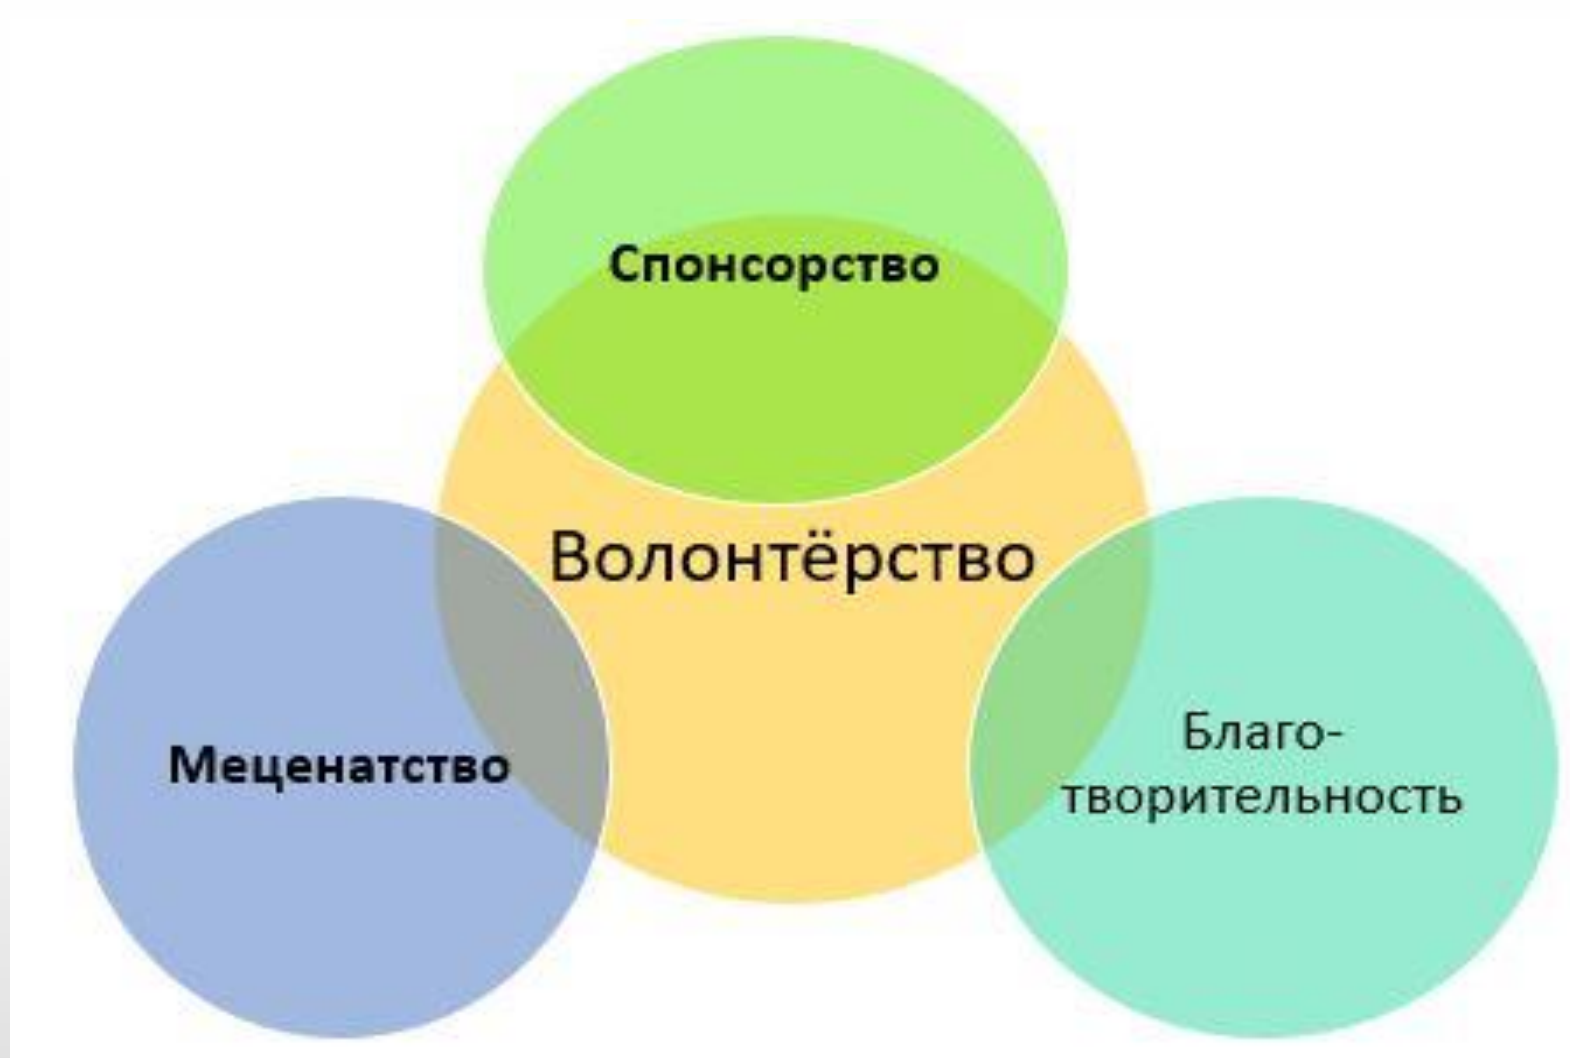 Спонсорство
Волонтёрство
Меценатство
Благо-
творительность